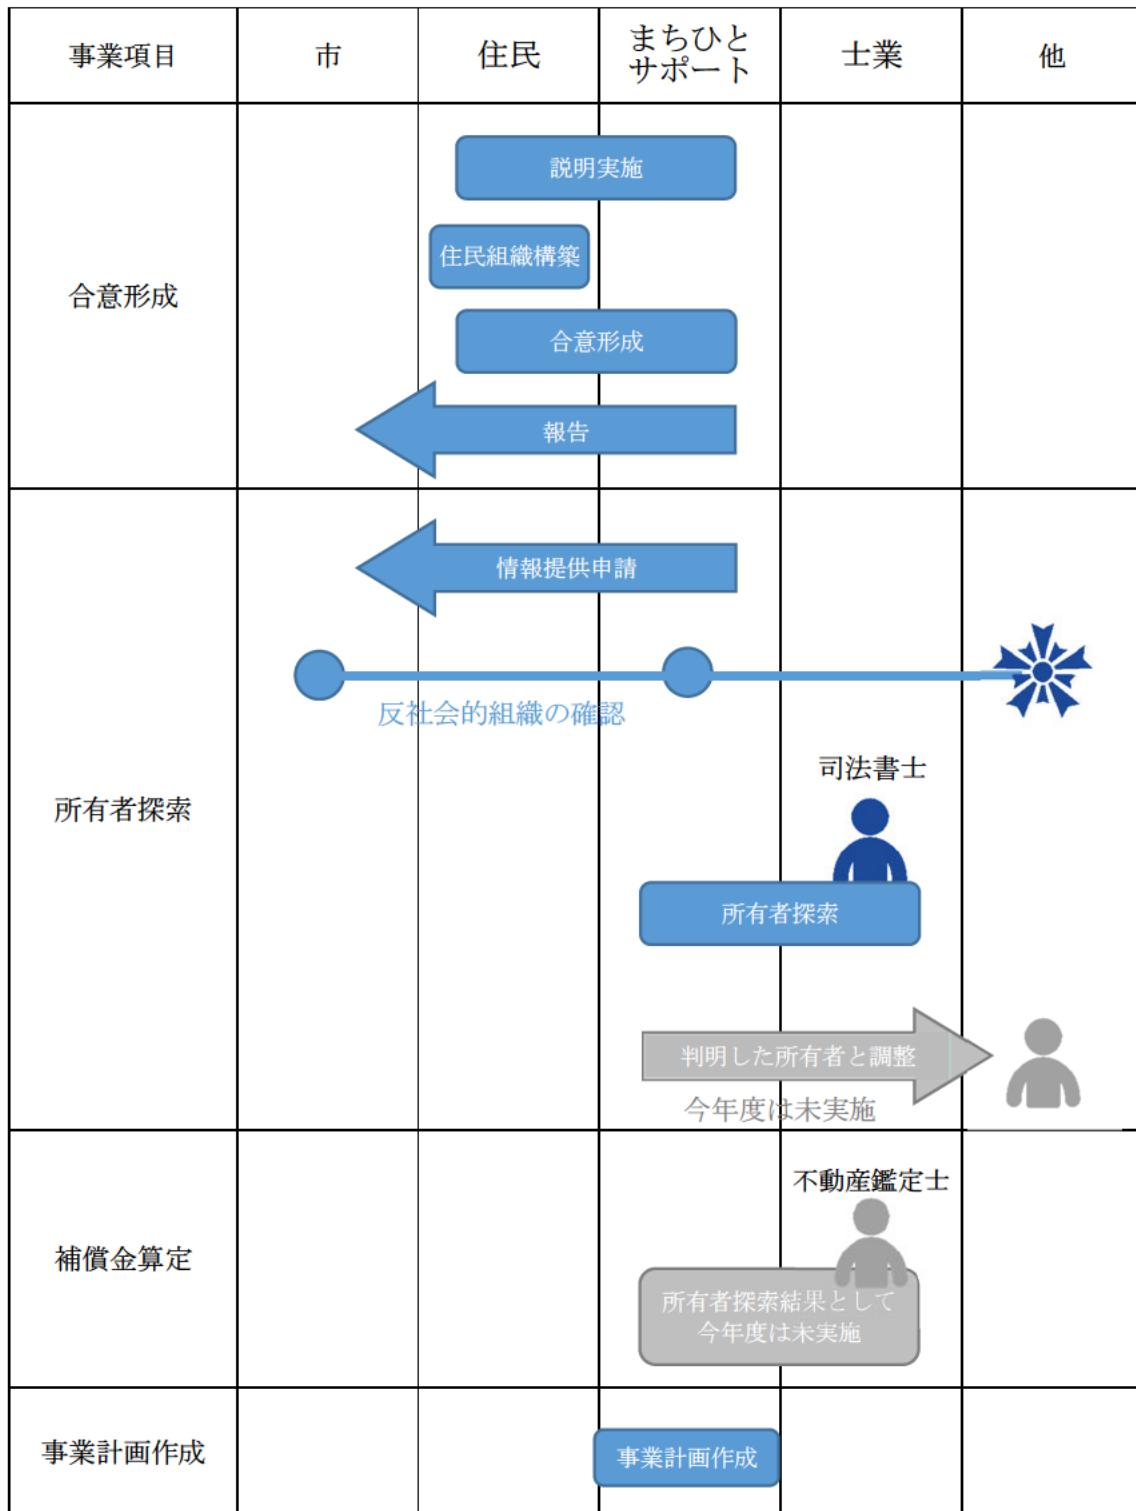 事業項目
市
住民
まちひと
サポート
士業
他
合意形成
説明実施
住民組織構築
合意形成
報告
所有者探索
情報提供申請
反社会的組織の確認
司法書士
所有者探索
判明した所有者と調整
今年度は未実施
補償金算定
不動産鑑定士
所有者探索結果として
今年度は未実施
事業計画作成
事業計画作成